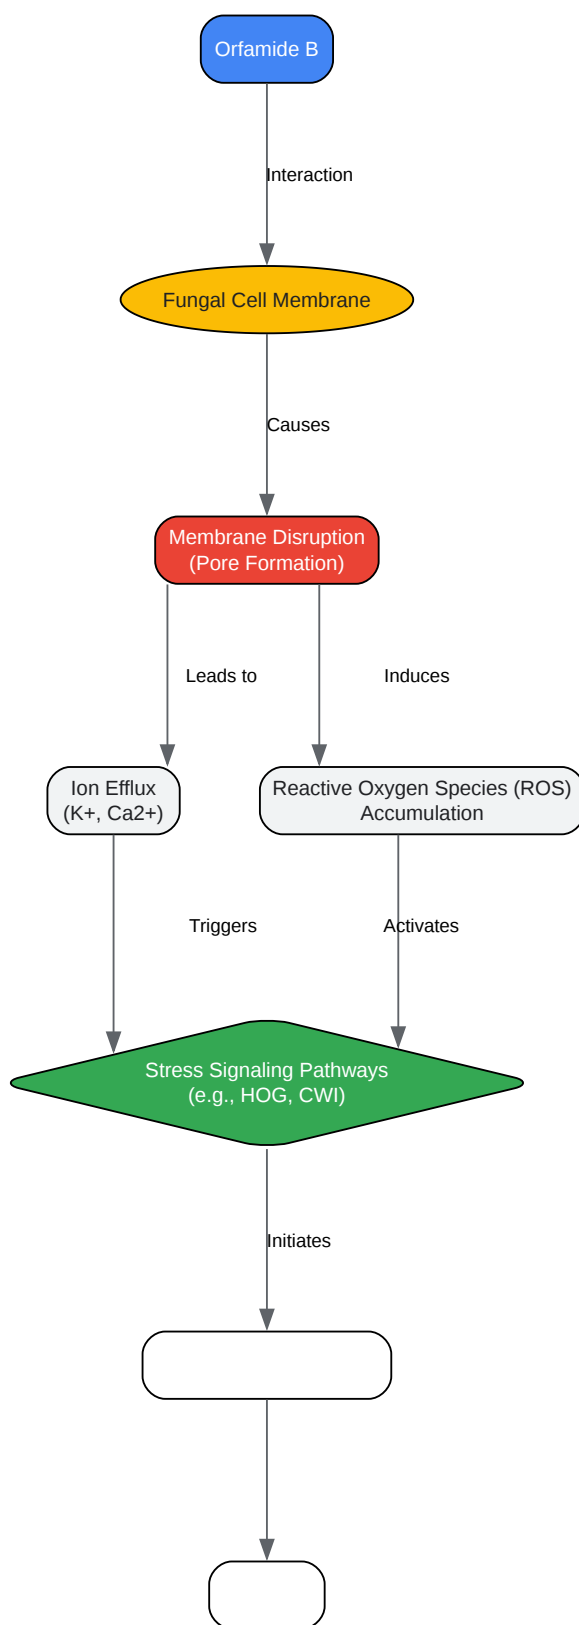 Orfamide B
Interaction
Fungal Cell Membrane
Causes
Membrane Disruption
(Pore Formation)
Leads to
Induces
Ion Efflux
(K+, Ca2+)
Reactive Oxygen Species (ROS)
Accumulation
Triggers
Activates
Stress Signaling Pathways
(e.g., HOG, CWI)
Initiates